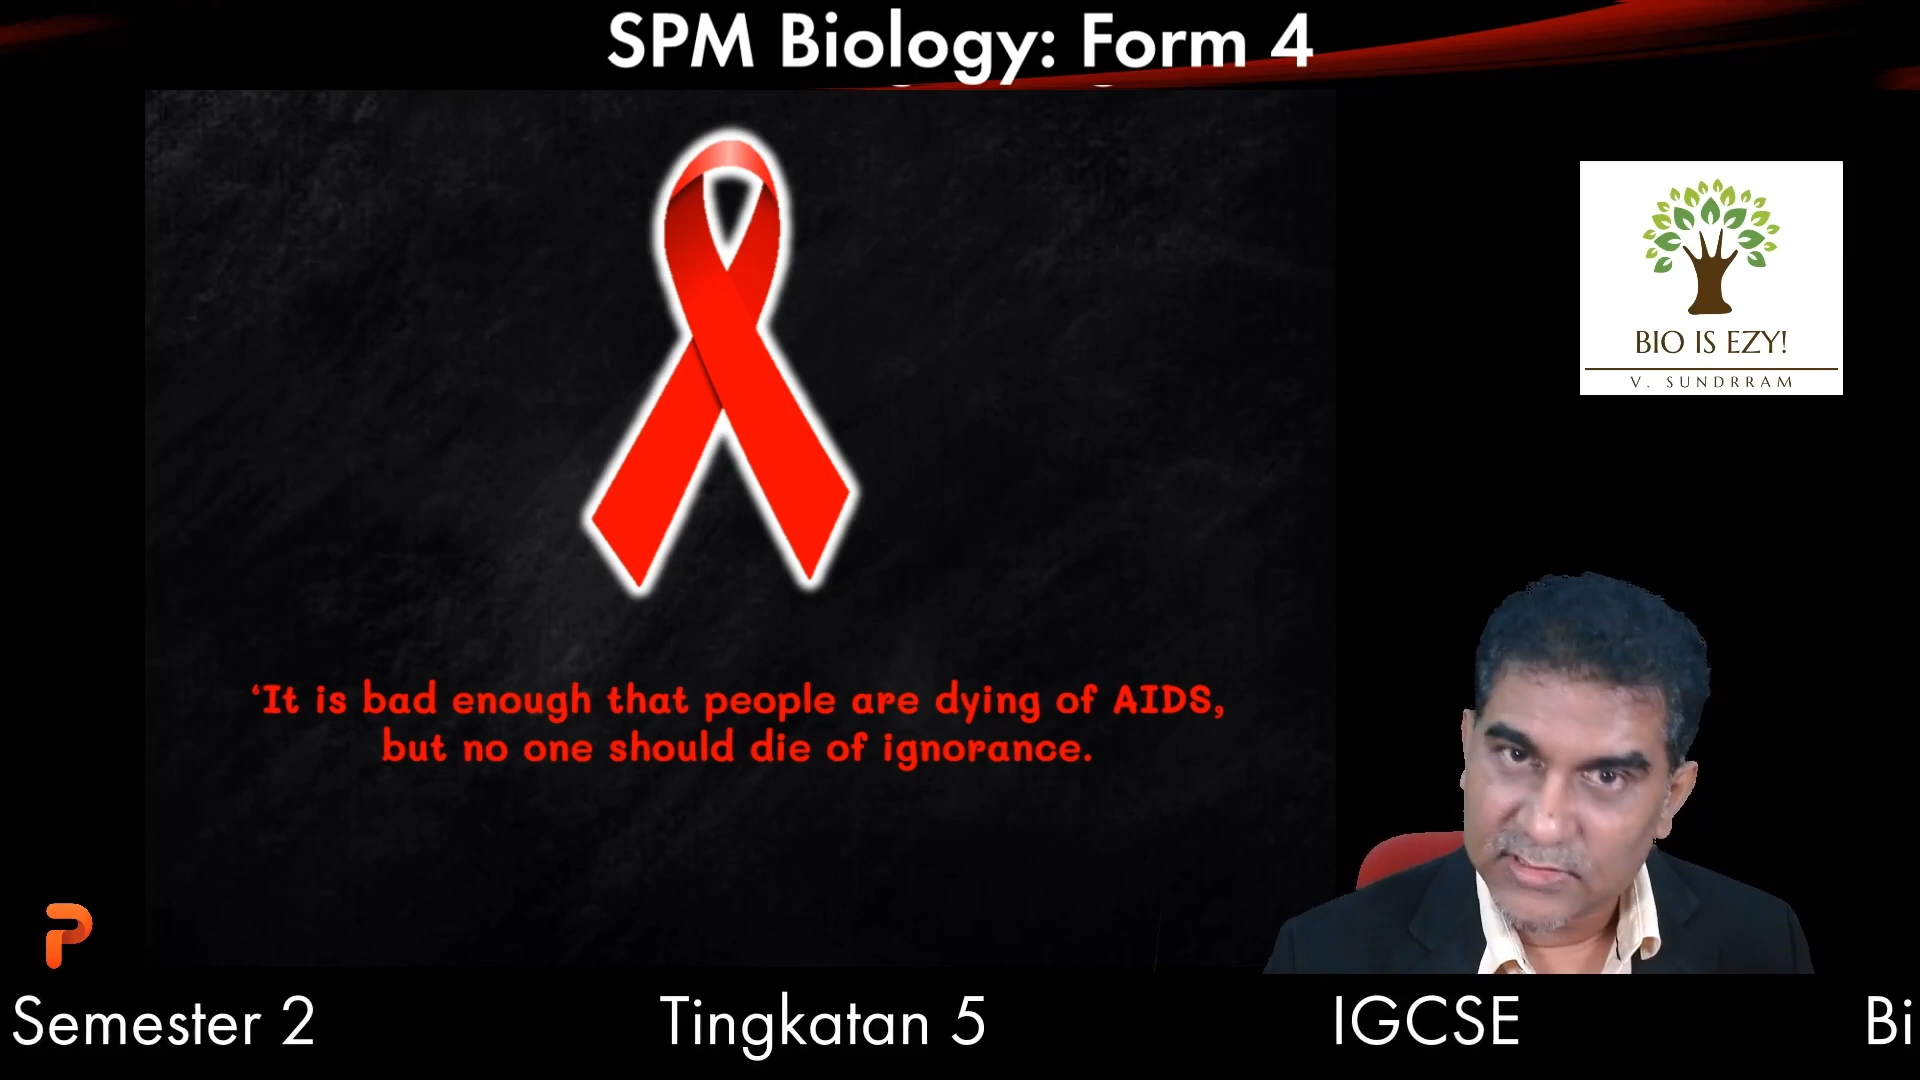 SPM Biology: Form 4
BIO IS EZY!
V. SUNDRRAM
‘It is bad enough that people are dying of AIDS,
but no one should die of ignorance.
Semester 2 Tingkatan 5 IGCSE Bi